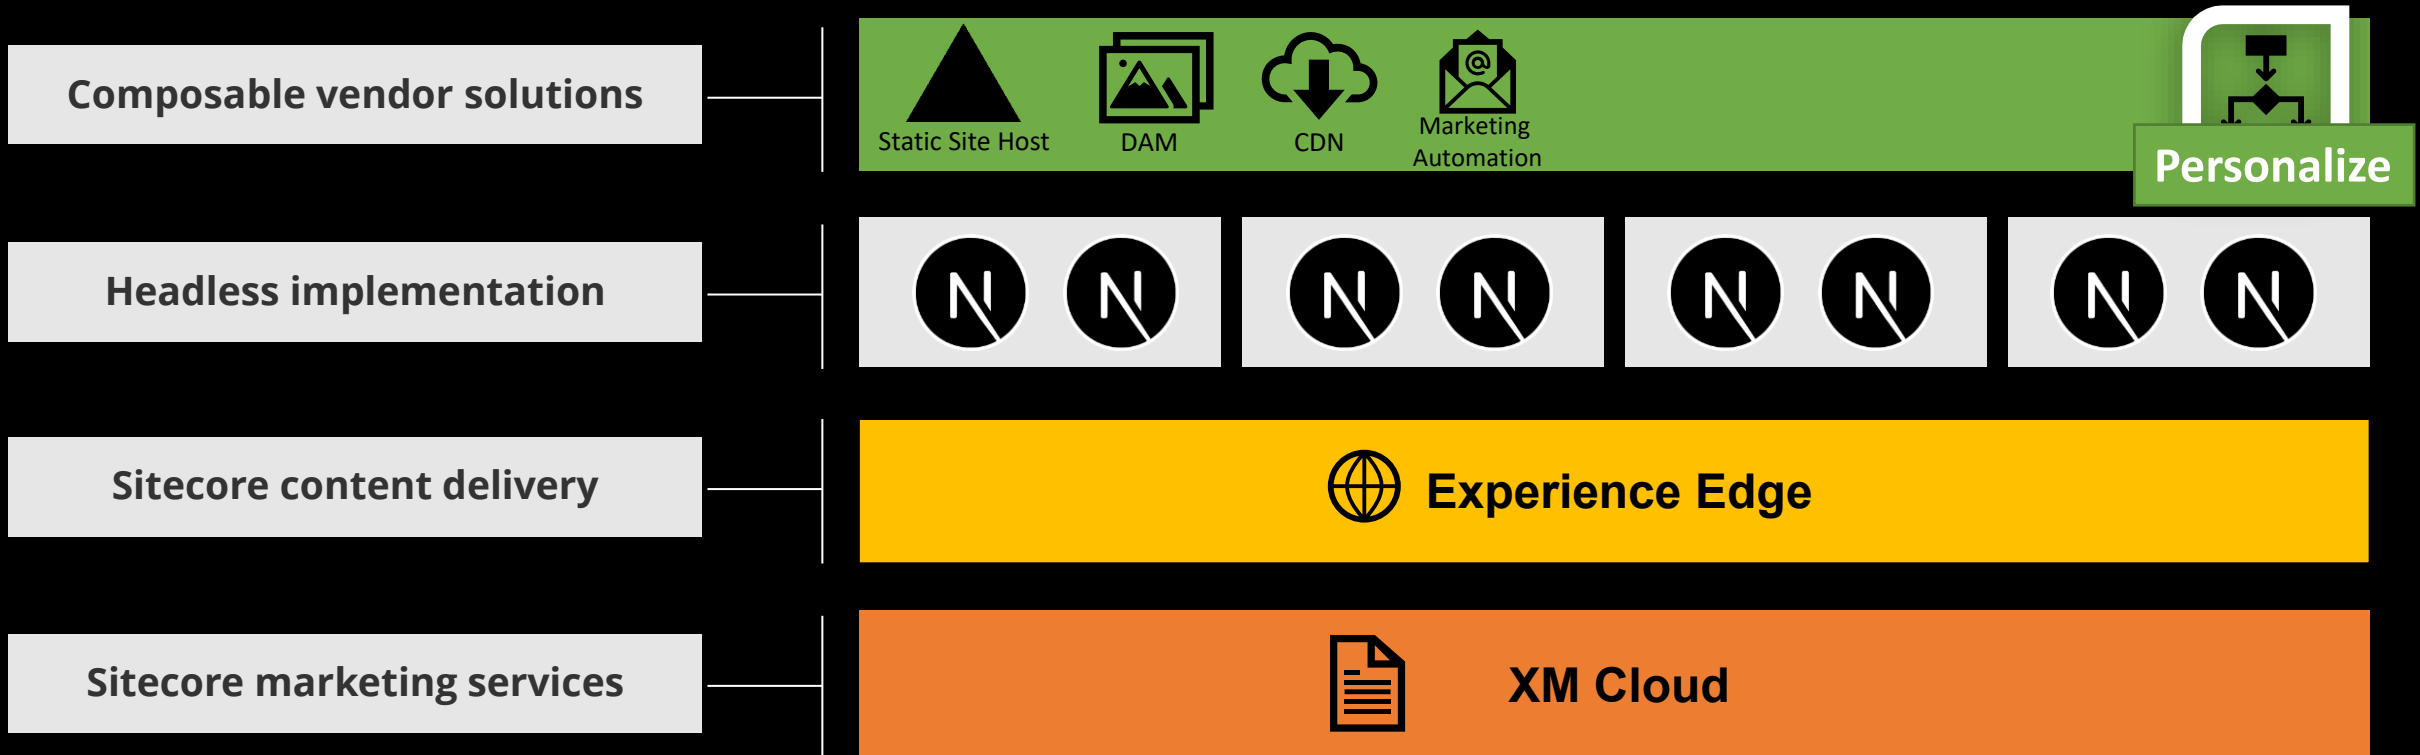 Composable vendor solutions
Static Site Host
DAM
CDN
@
Marketing
Automation
Personalize
Headless implementation
N N N N N N N N
Sitecore content delivery
Experience Edge
Sitecore marketing services
XM Cloud